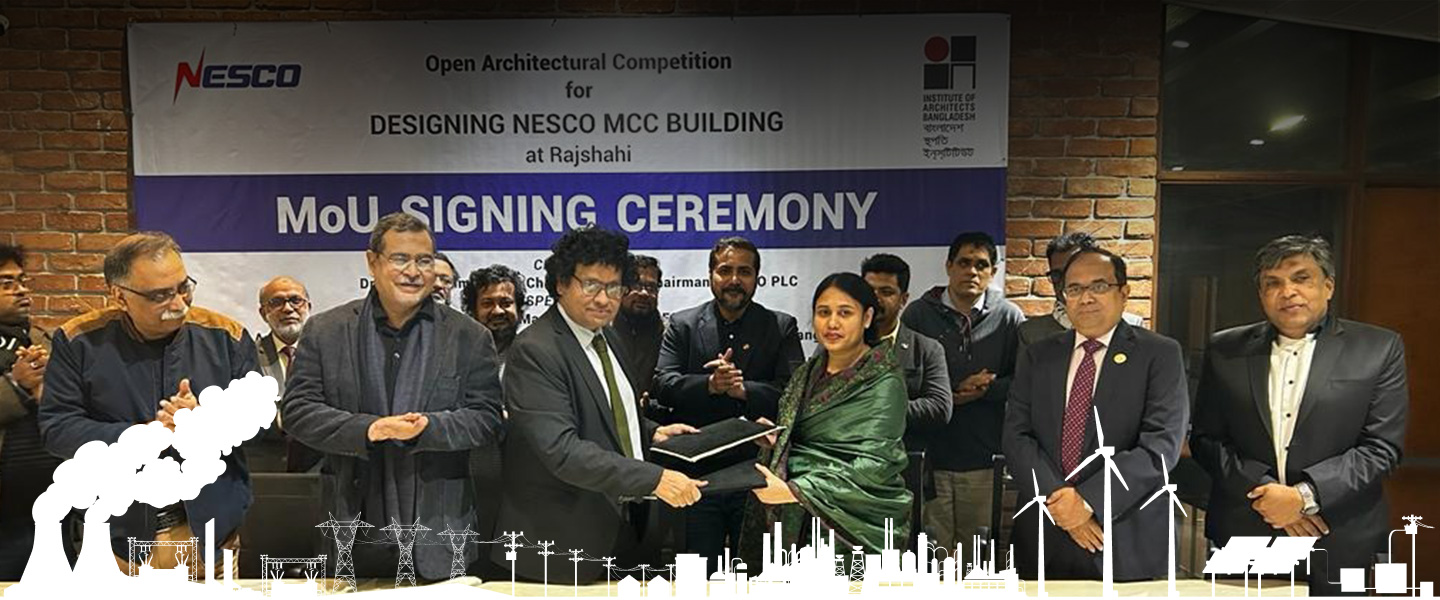 NESCO
Open Architectural Competition
for
DESIGNING NESCO MCC BUILDING
at Rajshahi
INSTITUTE OF
ARCHITECTS
BANGLADESH
বাংলাদেশ
স্থপতি
ইনস্টিটিউট
MoU SIGNING CEREMONY
PLC